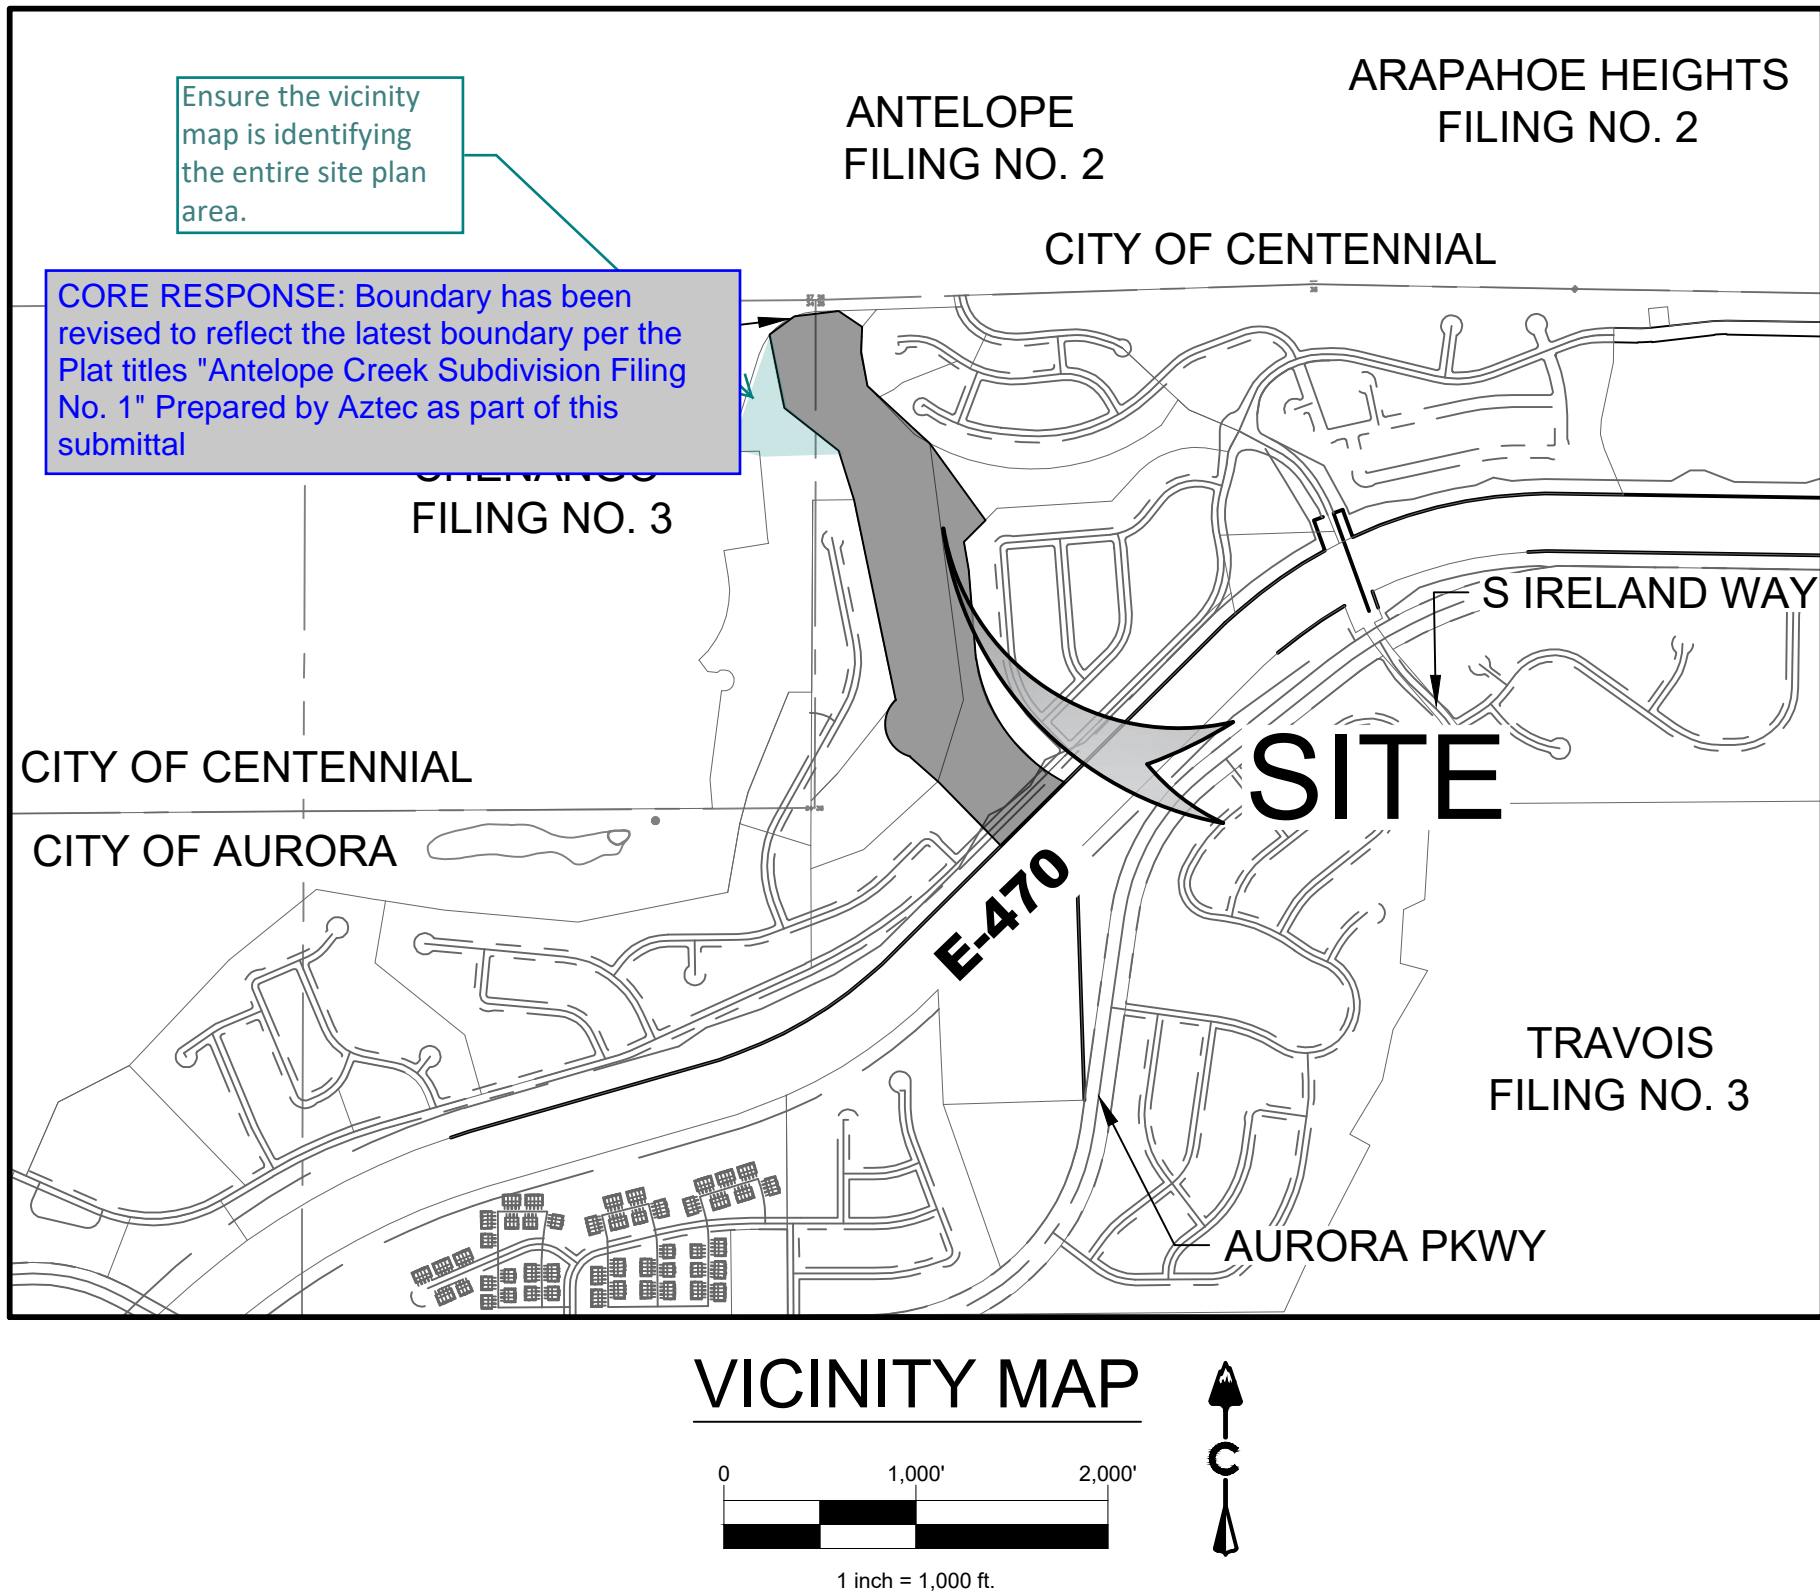 ARAPAHOE HEIGHTS
FILING NO. 2
ANTELOPE
FILING NO. 2
Ensure the vicinity
map is identifying
the entire site plan
area.
CITY OF CENTENNIAL
CORE RESPONSE: Boundary has been
revised to reflect the latest boundary per the
Plat titles "Antelope Creek Subdivision Filing
No. 1" Prepared by Aztec as part of this
submittal
CHENANGO
FILING NO. 3
S IRELAND WAY
CITY OF CENTENNIAL
SITE
CITY OF AURORA
E-470
TRAVOIS
FILING NO. 3
AURORA PKWY
VICINITY MAP
C
0 1,000' 2,000'
1 inch = 1,000 ft.